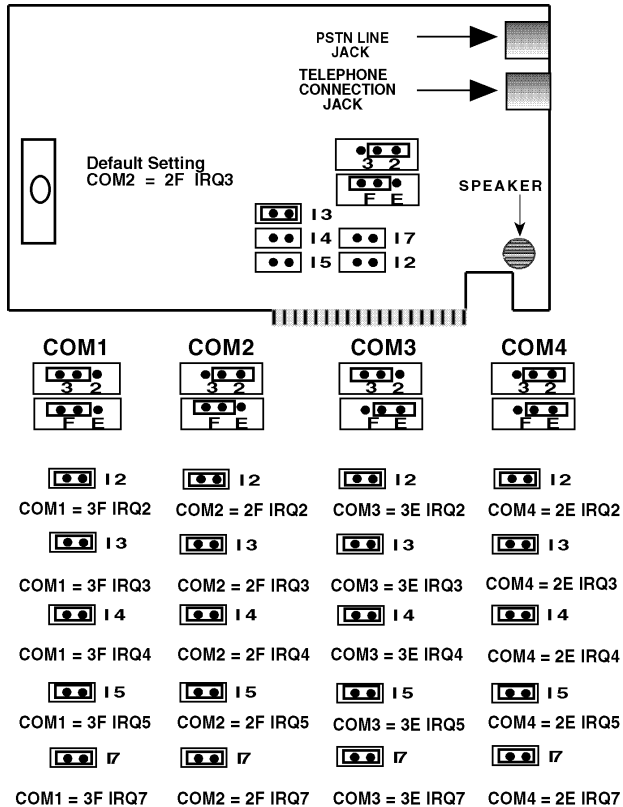 PSTN LINE
JACK
TELEPHONE
CONNECTION
JACK
Default Setting
COM2 = 2F IRQ3
3 2
F E
SPEAKER
I3
I4 I7
I5 I2
COM1 COM2 COM3 COM4
3 2 3 2 3 2 3 2
F E F E F E F E
I2 I2 I2 I2
COM1 = 3F IRQ2 COM2 = 2F IRQ2 COM3 = 3E IRQ2 COM4 = 2E IRQ2
I3 I3 I3 I3
COM1 = 3F IRQ3 COM2 = 2F IRQ3 COM3 = 3E IRQ3 COM4 = 2E IRQ3
I4 I4 I4 I4
COM1 = 3F IRQ4 COM2 = 2F IRQ4 COM3 = 3E IRQ4 COM4 = 2E IRQ4
I5 I5 I5 I5
COM1 = 3F IRQ5 COM2 = 2F IRQ5 COM3 = 3E IRQ5 COM4 = 2E IRQ5
I7 I7 I7 I7
COM1 = 3F IRQ7 COM2 = 2F IRQ7 COM3 = 3E IRQ7 COM4 = 2E IRQ7